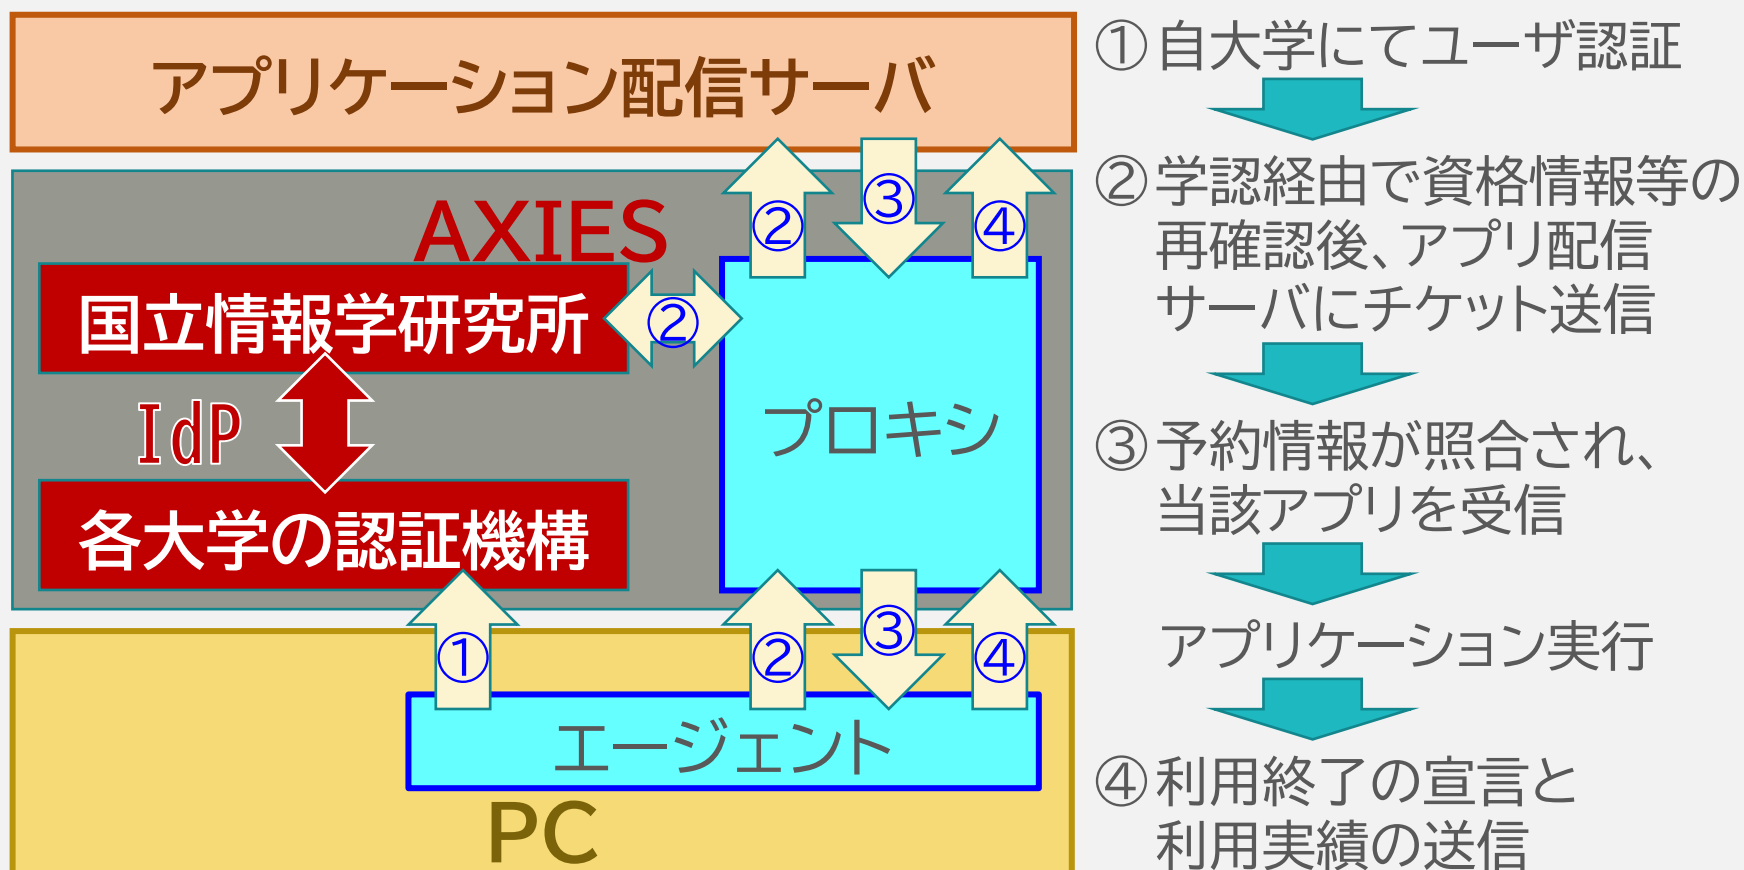 アプリケーション配信サーバ
② ③ ④
AXIES
国立情報学研究所
②
プロキシ
IdP
各大学の認証機構
① ② ③ ④
エージェント
PC
①自大学にてユーザ認証
②学認経由で資格情報等の
再確認後、アプリ配信
サーバにチケット送信
③予約情報が照合され、
当該アプリを受信
アプリケーション実行
④利用終了の宣言と
利用実績の送信